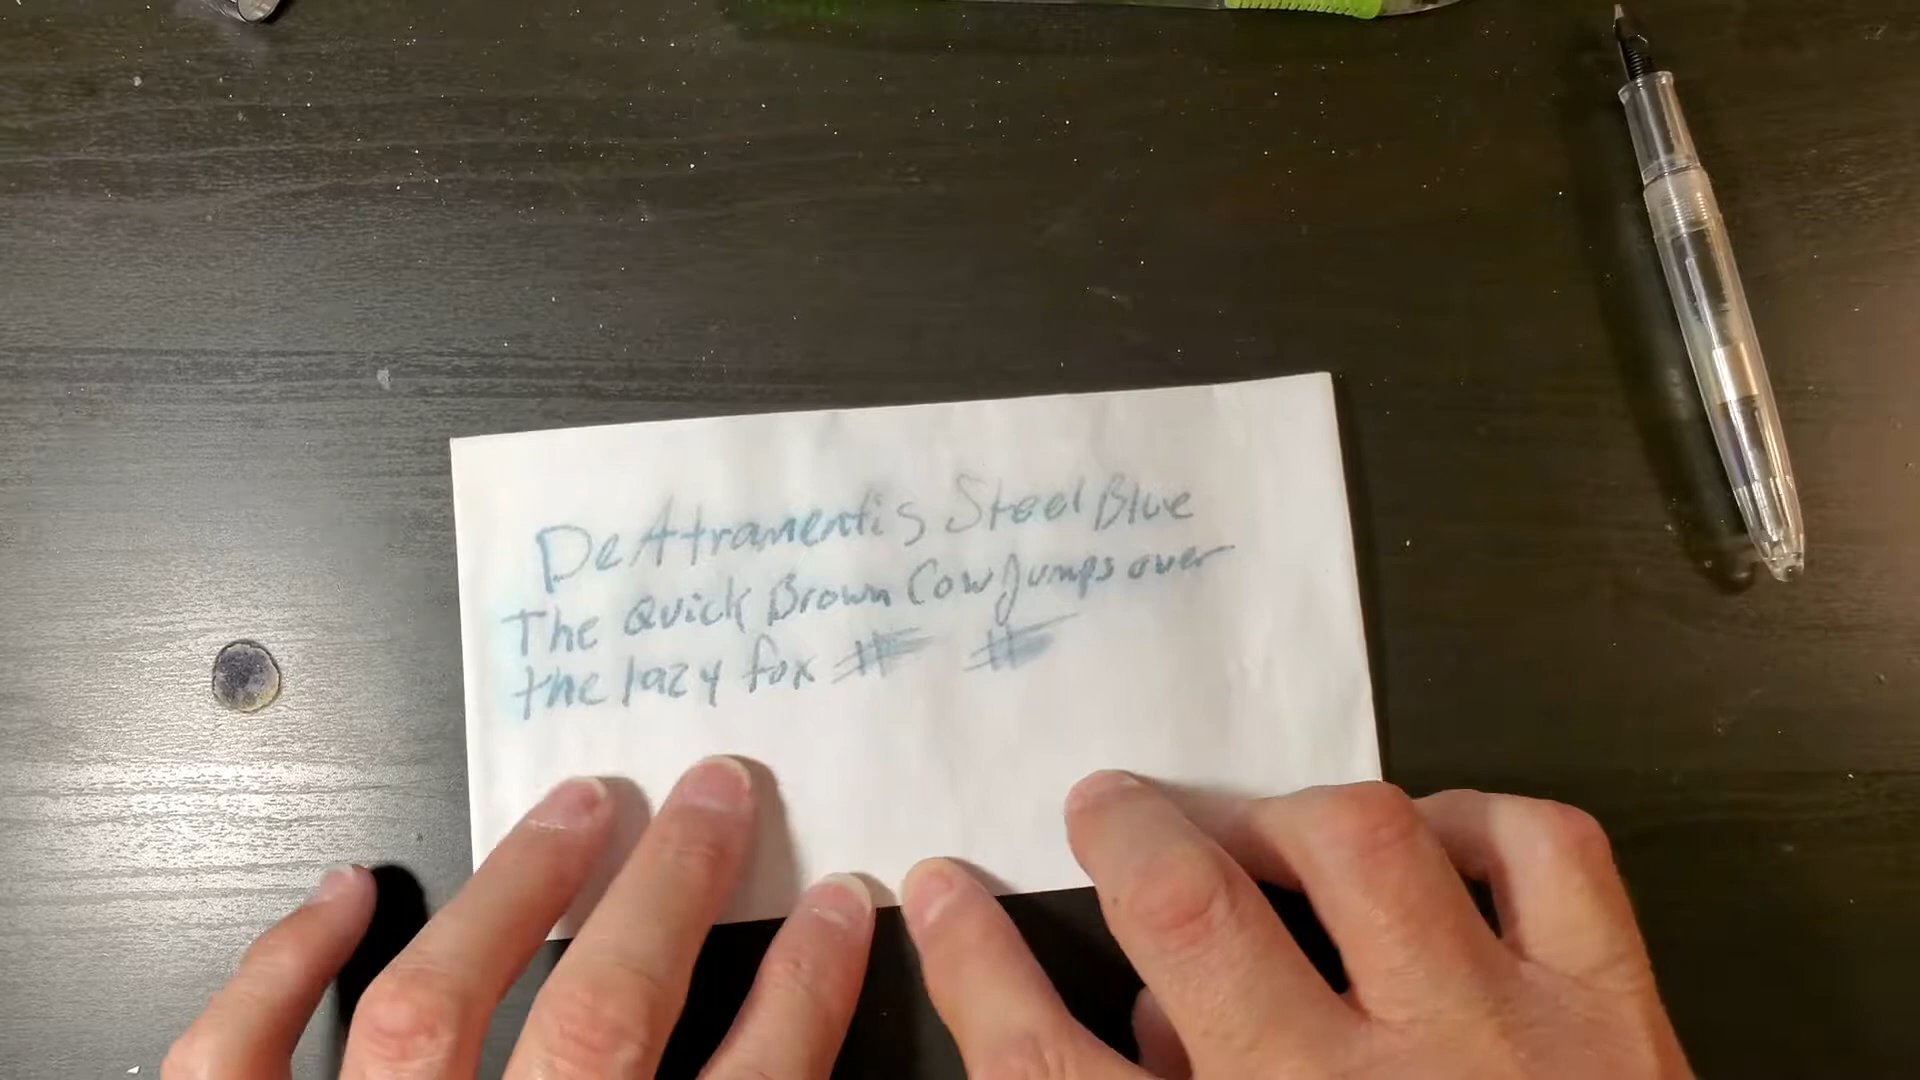 DeAtramentis Steel Blue
The Quick Brown Cow Jumps over
the lazy fox